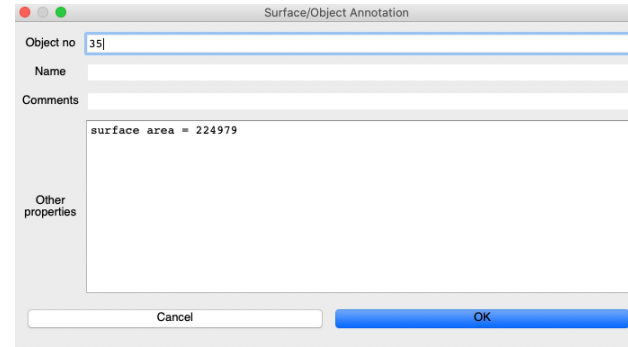 Surface/Object Annotation
Object no 35
Name
Comments
Other
properties
surface area = 224979
Cancel OK